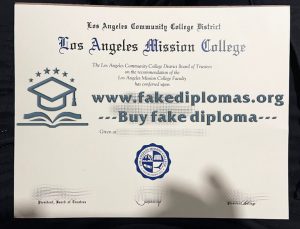 Los Angeles Community College District
Los Angeles Mission College
The Los Angeles Community College District Board of Trustees
on the recommendation of the
Los Angeles Mission College Faculty
has conferred upon
www.fakediplomas.org
---Buy fake diploma---
Given at
President, Board of Trustees